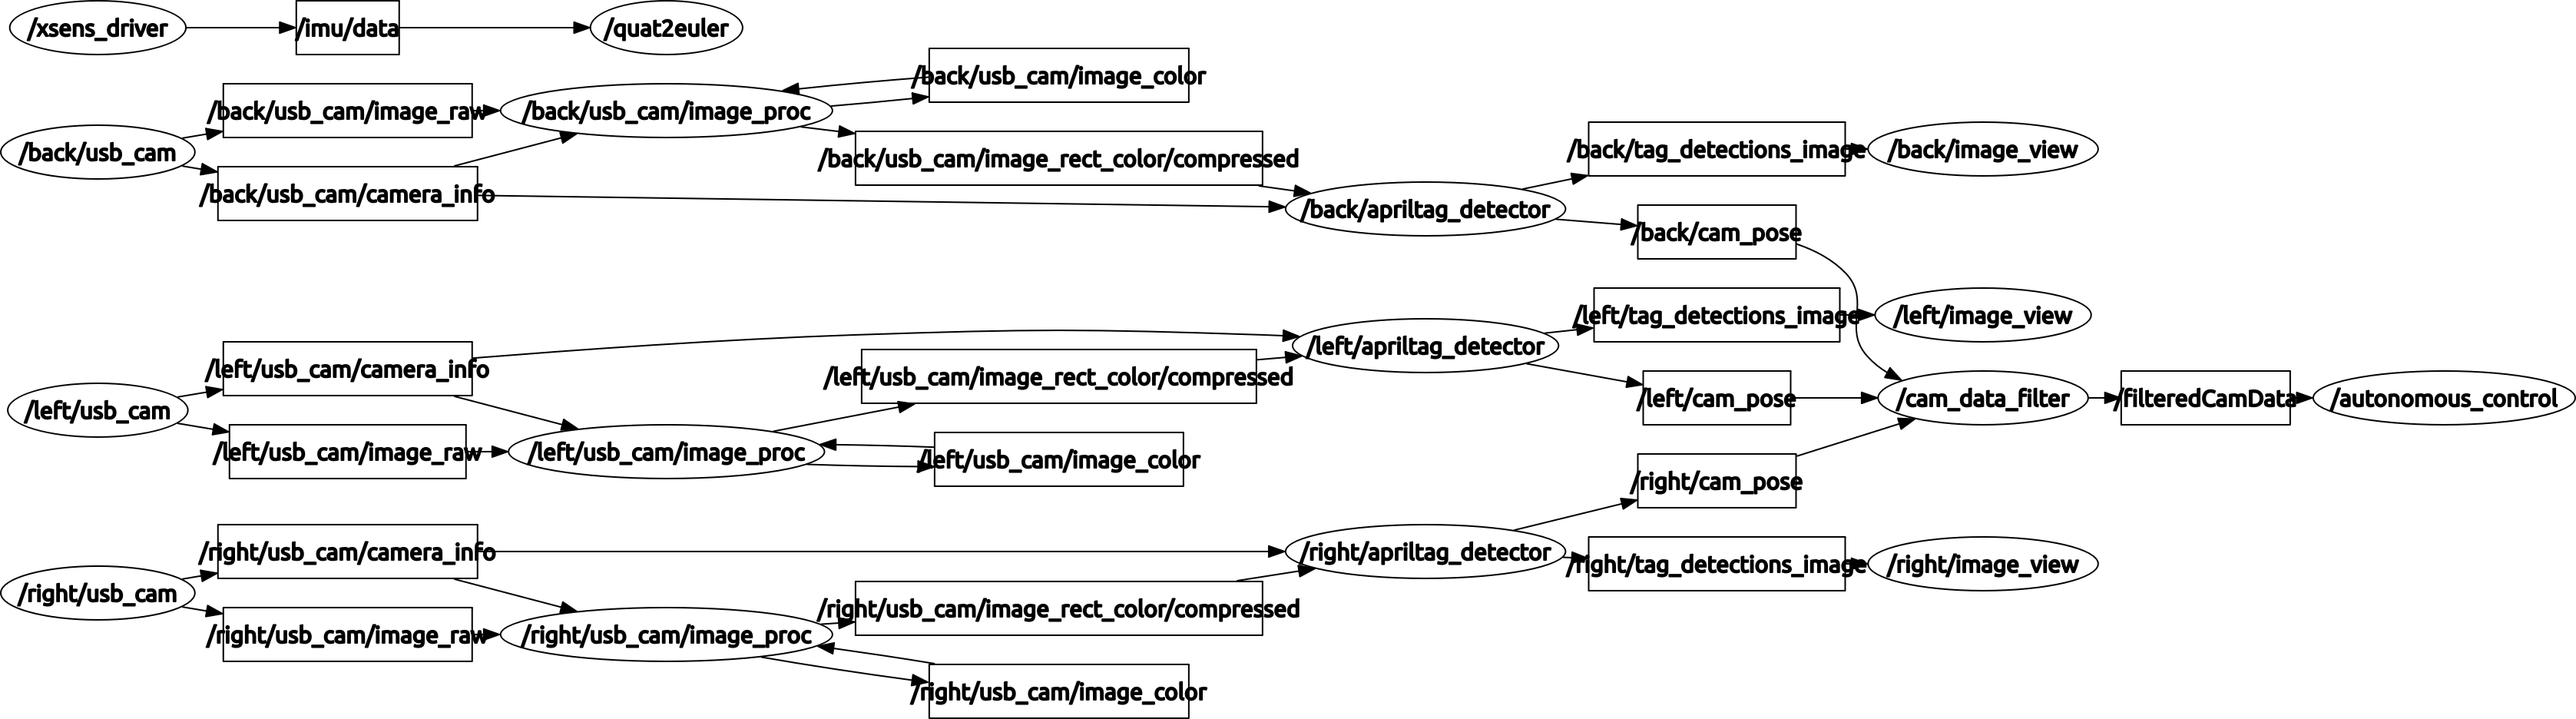 /xsens_driver
/imu/data
/quat2euler
/back/usb_cam/image_color
/back/usb_cam/image_raw
/back/usb_cam/image_proc
/back/usb_cam
/back/usb_cam/image_rect_color/compressed
/back/tag_detections_image
/back/image_view
/back/usb_cam/camera_info
/back/apriltag_detector
/back/cam_pose
/left/tag_detections_image
/left/image_view
/left/usb_cam/camera_info
/left/apriltag_detector
/left/usb_cam/image_rect_color/compressed
/left/usb_cam
/left/cam_pose
/cam_data_filter
/filteredCamData
/autonomous_control
/left/usb_cam/image_raw
/left/usb_cam/image_proc
/left/usb_cam/image_color
/right/cam_pose
/right/usb_cam/camera_info
/right/apriltag_detector
/right/tag_detections_image
/right/image_view
/right/usb_cam
/right/usb_cam/image_rect_color/compressed
/right/usb_cam/image_raw
/right/usb_cam/image_proc
/right/usb_cam/image_color